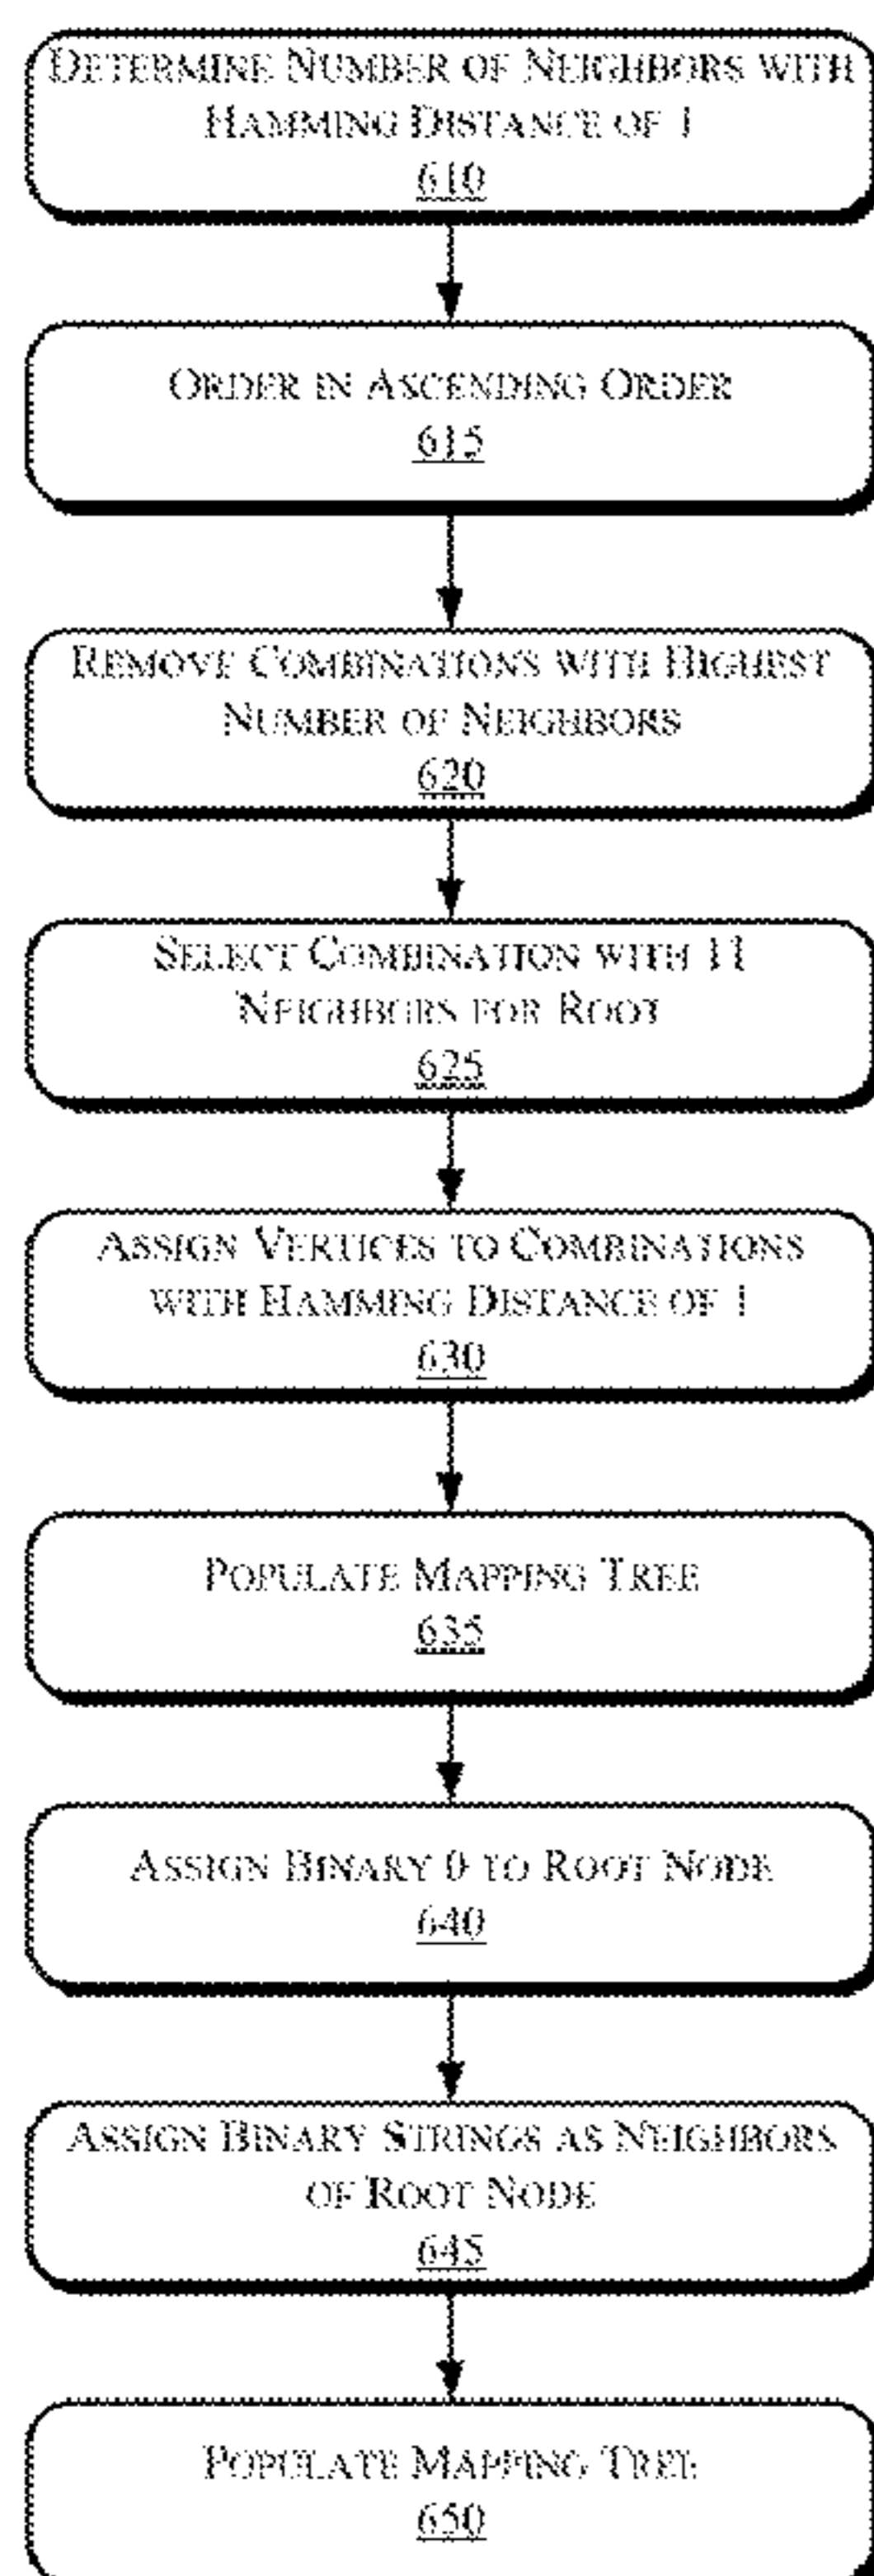 DETERMINE NUMBER OF NEIGHBORS WITH
HAMMING DISTANCE OF 1
610
ORDER IN ASCENDING ORDER
615
REMOVE COMBINATIONS WITH HIGHEST
NUMBER OF NEIGHBORS
620
SELECT COMBINATION WITH 11
NEIGHBORS FOR ROOT
625
ASSIGN VERTICES TO COMBINATIONS
WITH HAMMING DISTANCE OF 1
630
POPULATE MAPPING TREE
635
ASSIGN BINARY 0 TO ROOT NODE
640
ASSIGN BINARY STRINGS AS NEIGHBORS
OF ROOT NODE
645
POPULATE MAPPING TREE
650